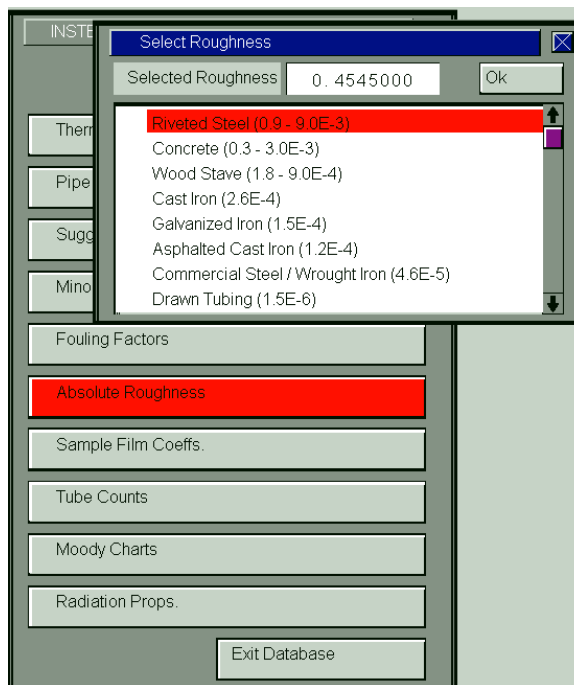 INSTE
Select Roughness
Selected Roughness 0.4545000 Ok
Riveted Steel (0.9 - 9.0E-3)
Concrete (0.3 - 3.0E-3)
Wood Stave (1.8 - 9.0E-4)
Cast Iron (2.6E-4)
Galvanized Iron (1.5E-4)
Asphalted Cast Iron (1.2E-4)
Commercial Steel / Wrought Iron (4.6E-5)
Drawn Tubing (1.5E-6)
Therr
Pipe
Sugg
Mino
Fouling Factors
Absolute Roughness
Sample Film Coeffs.
Tube Counts
Moody Charts
Radiation Props.
Exit Database